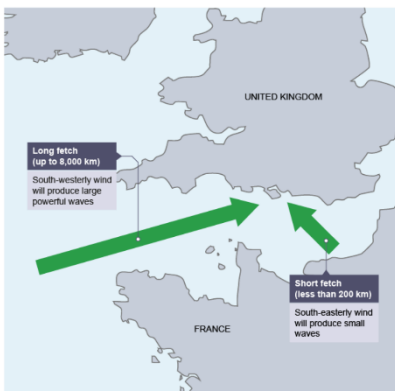 UNITED KINGDOM
Long fetch
(up to 8,000 km)
South-westerly wind
will produce large
powerful waves
Short fetch
(less than 200 km)
South-easterly wind
will produce small
waves
FRANCE